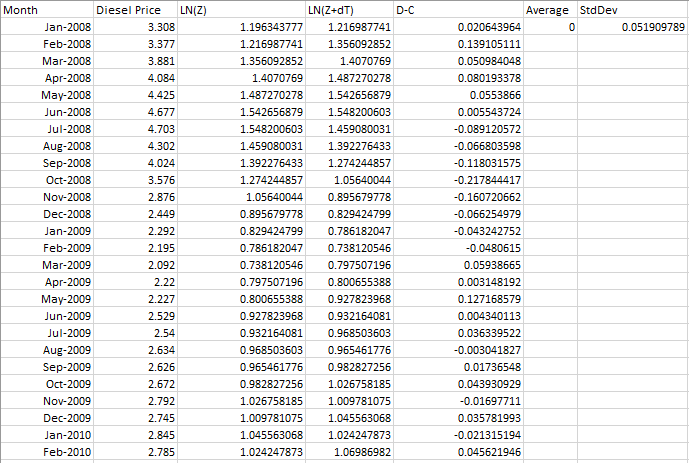 Month Diesel Price LN(Z) LN(Z+dT) D-C Average StdDev
Jan-2008 3.308 1.196343777 1.216987741 0.020643964 0 0.051909789
Feb-2008 3.377 1.216987741 1.356092852 0.139105111
Mar-2008 3.881 1.356092852 1.4070769 0.050984048
Apr-2008 4.084 1.4070769 1.487270278 0.080193378
May-2008 4.425 1.487270278 1.542656879 0.0553866
Jun-2008 4.677 1.542656879 1.548200603 0.005543724
Jul-2008 4.703 1.548200603 1.459080031 -0.089120572
Aug-2008 4.302 1.459080031 1.392276433 -0.066803598
Sep-2008 4.024 1.392276433 1.274244857 -0.118031575
Oct-2008 3.576 1.274244857 1.05640044 -0.217844417
Nov-2008 2.876 1.05640044 0.895679778 -0.160720662
Dec-2008 2.449 0.895679778 0.829424799 -0.066254979
Jan-2009 2.292 0.829424799 0.786182047 -0.043242752
Feb-2009 2.195 0.786182047 0.738120546 -0.0480615
Mar-2009 2.092 0.738120546 0.797507196 0.05938665
Apr-2009 2.22 0.797507196 0.800655388 0.003148192
May-2009 2.227 0.800655388 0.927823968 0.127168579
Jun-2009 2.529 0.927823968 0.932164081 0.004340113
Jul-2009 2.54 0.932164081 0.968503603 0.036339522
Aug-2009 2.634 0.968503603 0.965461776 -0.003041827
Sep-2009 2.626 0.965461776 0.982827256 0.01736548
Oct-2009 2.672 0.982827256 1.026758185 0.043930929
Nov-2009 2.792 1.026758185 1.009781075 -0.01697711
Dec-2009 2.745 1.009781075 1.045563068 0.035781993
Jan-2010 2.845 1.045563068 1.024247873 -0.021315194
Feb-2010 2.785 1.024247873 1.06986982 0.045621946